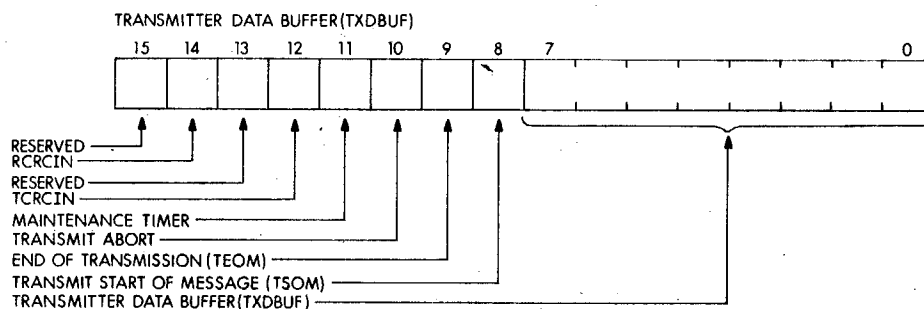 TRANSMITTER DATA BUFFER (TXDBUF)
15 14 13 12 11 10 9 8 7 0
RESERVED
RCRCIN
RESERVED
TCRCIN
MAINTENANCE TIMER
TRANSMIT ABORT
END OF TRANSMISSION (TEOM)
TRANSMIT START OF MESSAGE (TSOM)
TRANSMITTER DATA BUFFER (TXDBUF)